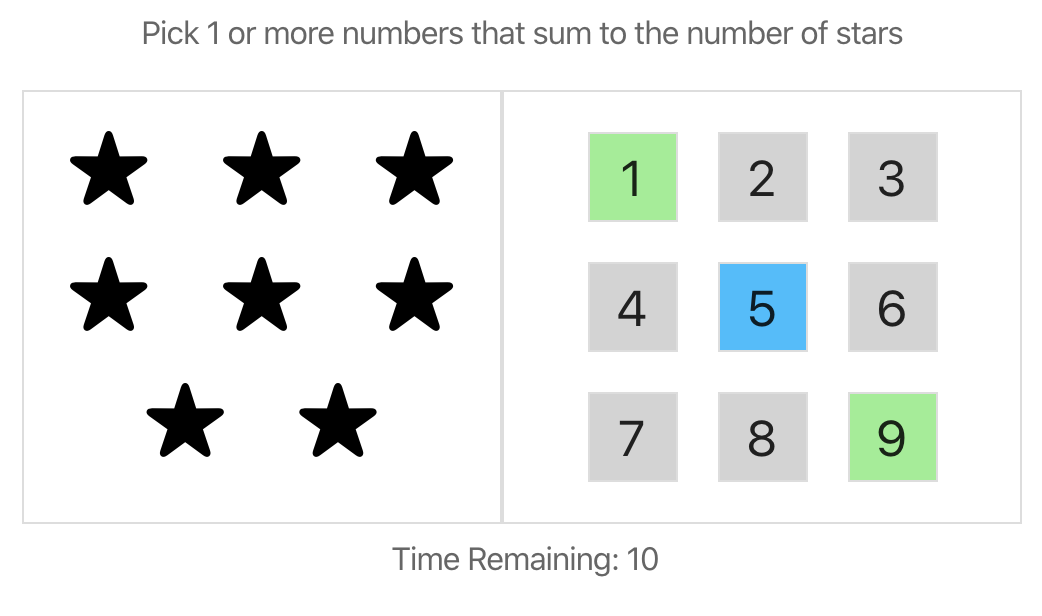 Pick 1 or more numbers that sum to the number of stars
1 2 3
4 5 6
7 8 9
Time Remaining: 10